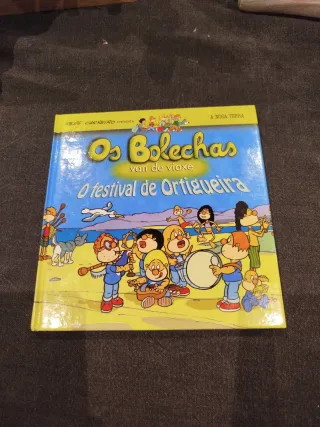 A NOSA TERRA
Os Bolechas
van de viaxe
O festival de Ortigueira